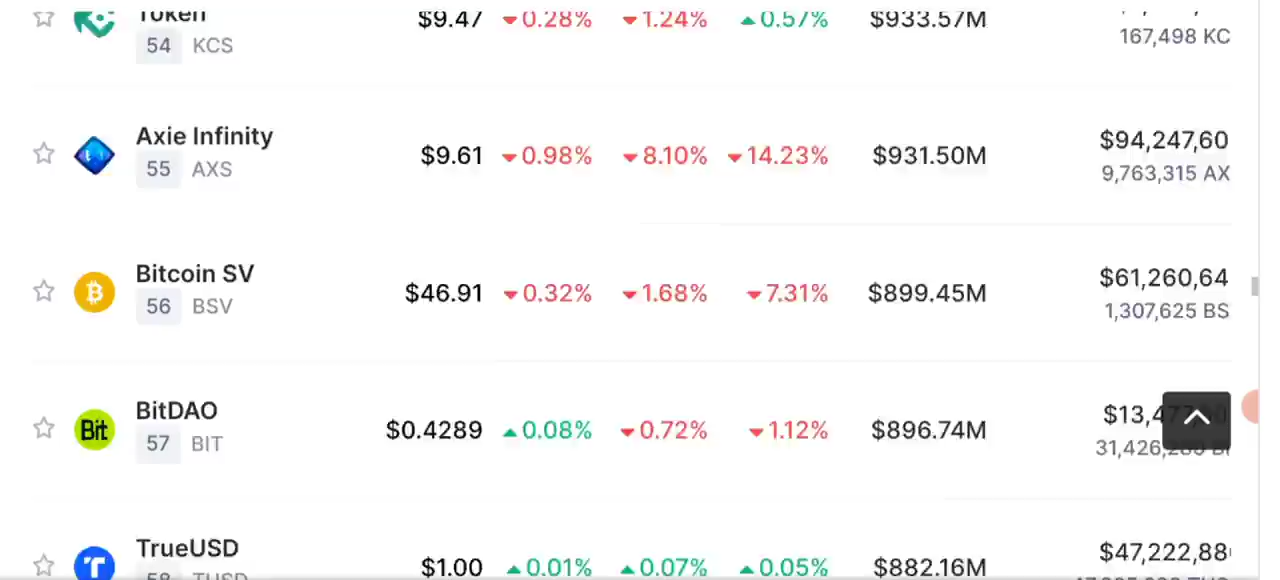 Token $9.47 0.28% 1.24% 0.57% $933.57M
54 KCS 167,498 KC
Axie Infinity
$9.61 0.98% 8.10% 14.23% $931.50M $94,247,60
55 AXS 9,763,315 AX
Bitcoin SV
$46.91 0.32% 1.68% 7.31% $899.45M $61,260,64
56 BSV 1,307,625 BS
BitDAO
Bit $0.4289 0.08% 0.72% 1.12% $896.74M
57 BIT
TrueUSD
$1.00 0.01% 0.07% 0.05% $882.16M $47,222,88
58 TUSD